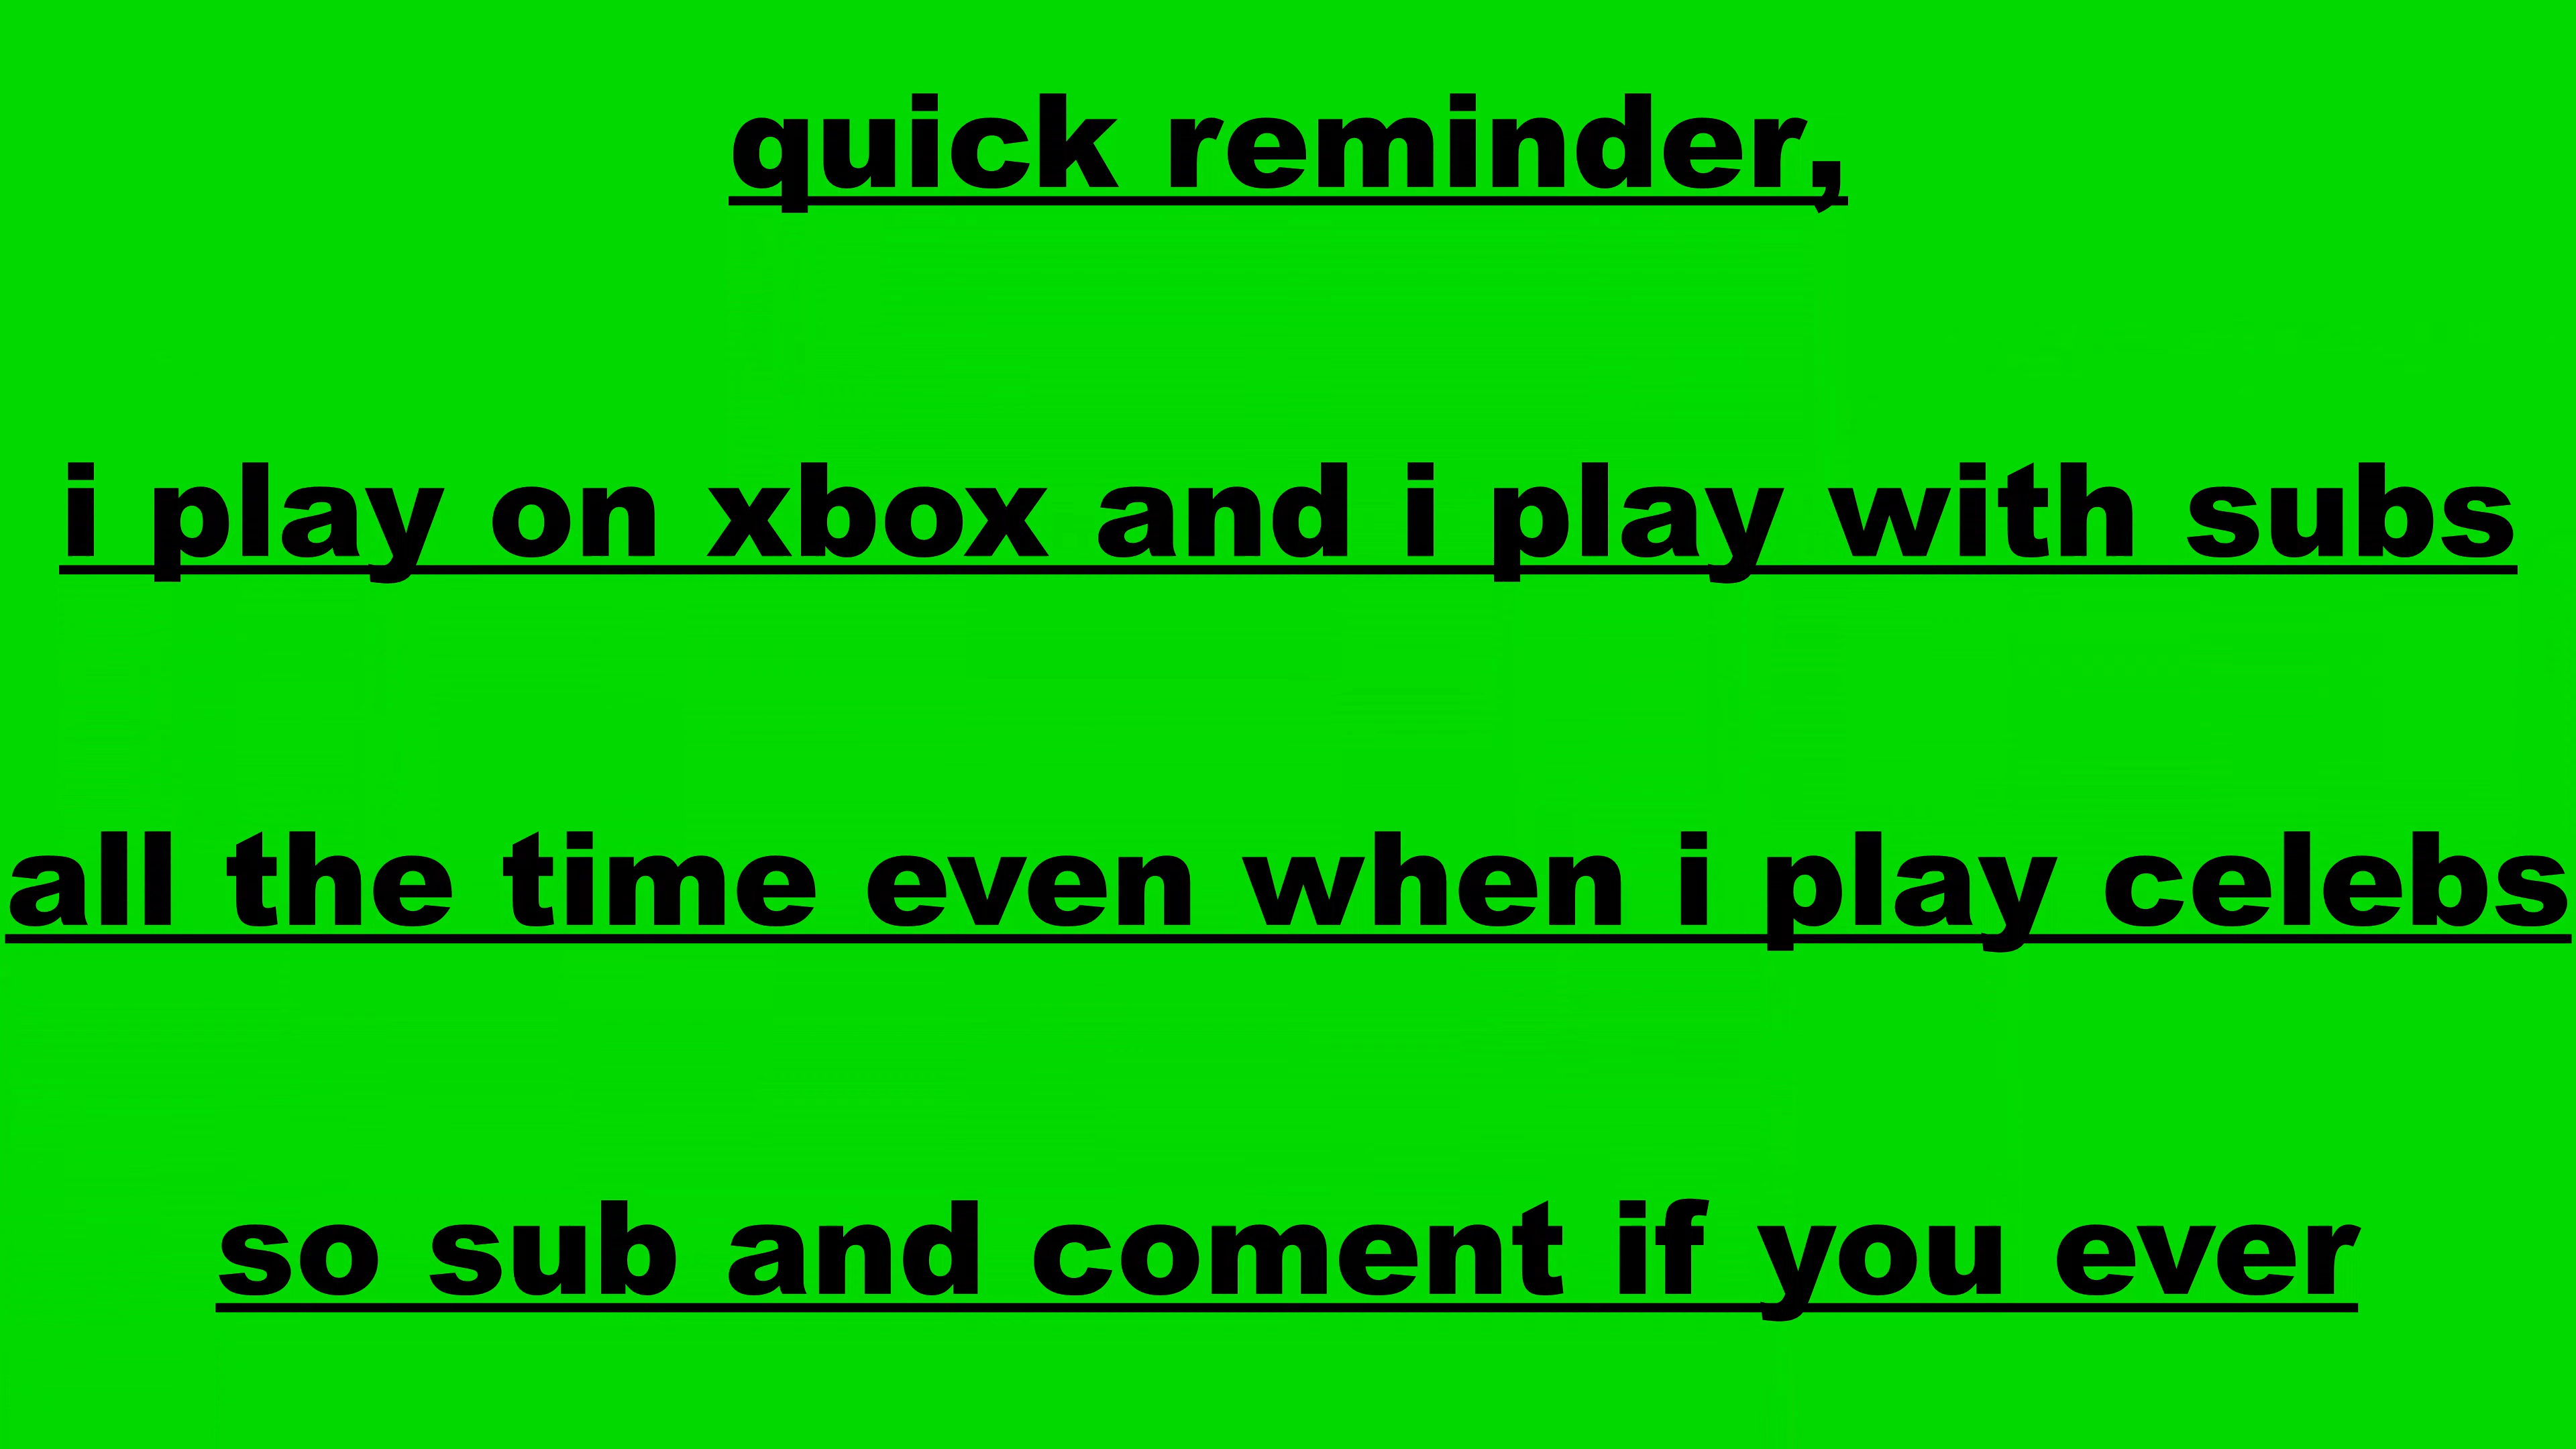 quick reminder,
i play on xbox and i play with subs
all the time even when i play celebs
so sub and coment if you ever